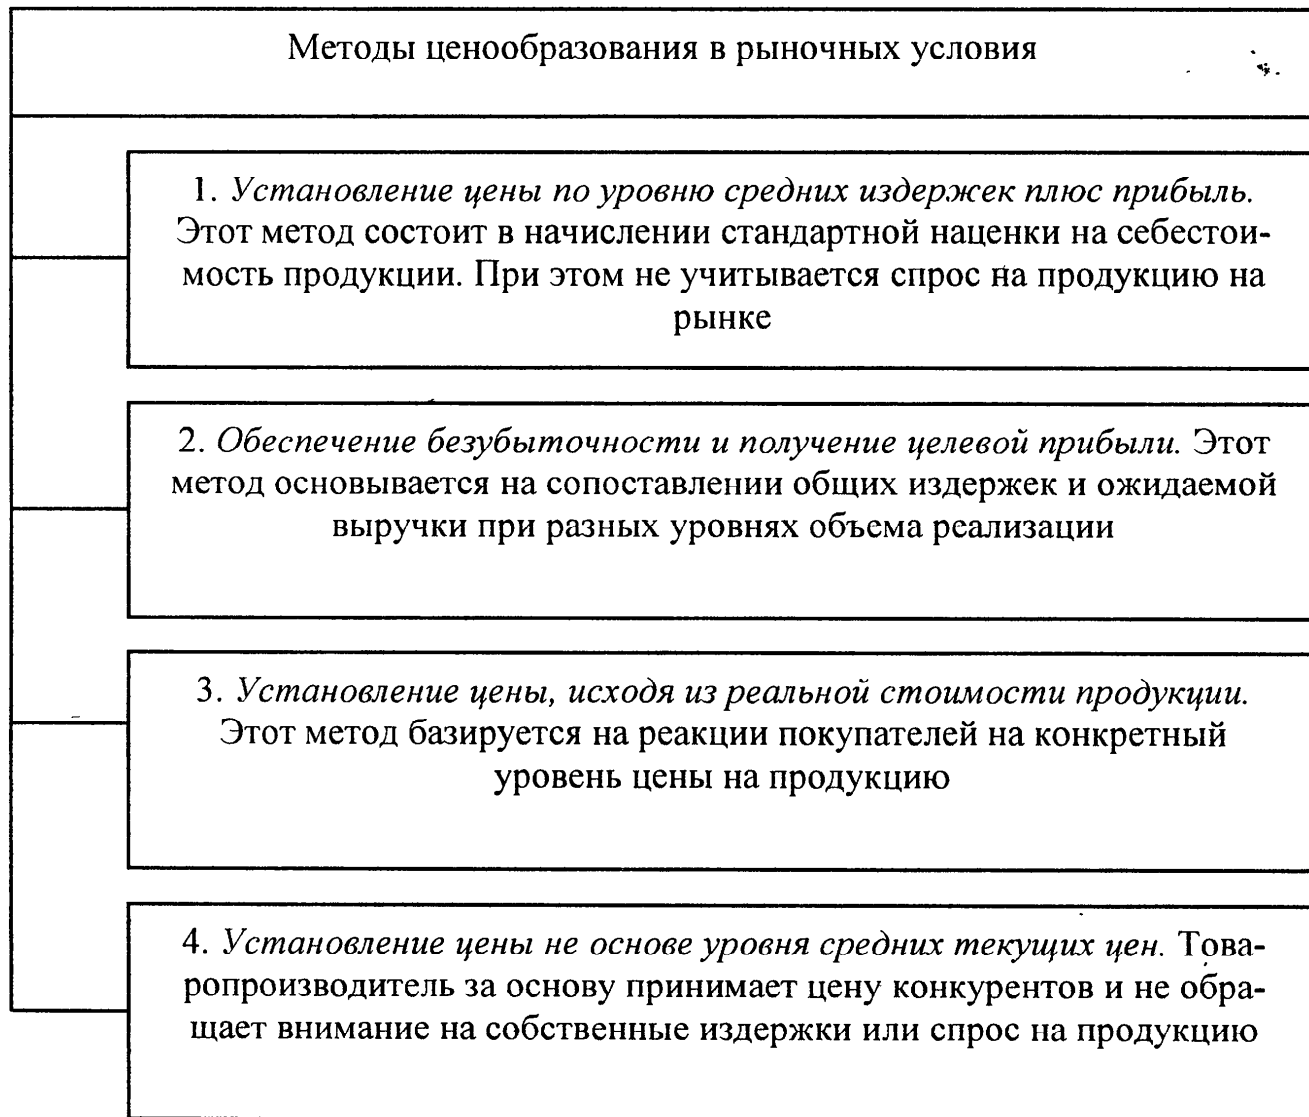 Методы ценообразования в рыночных условия
1. Установление цены по уровню средних издержек плюс прибыль.
Этот метод состоит в начислении стандартной наценки на себестои-
мость продукции. При этом не учитывается спрос на продукцию на
рынке
2. Обеспечение безубыточности и получение целевой прибыли. Этот
метод основывается на сопоставлении общих издержек и ожидаемой
выручки при разных уровнях объема реализации
3. Установление цены, исходя из реальной стоимости продукции.
Этот метод базируется на реакции покупателей на конкретный
уровень цены на продукцию
4. Установление цены не основе уровня средних текущих цен. Това-
ропроизводитель за основу принимает цену конкурентов и не обра-
щает внимание на собственные издержки или спрос на продукцию